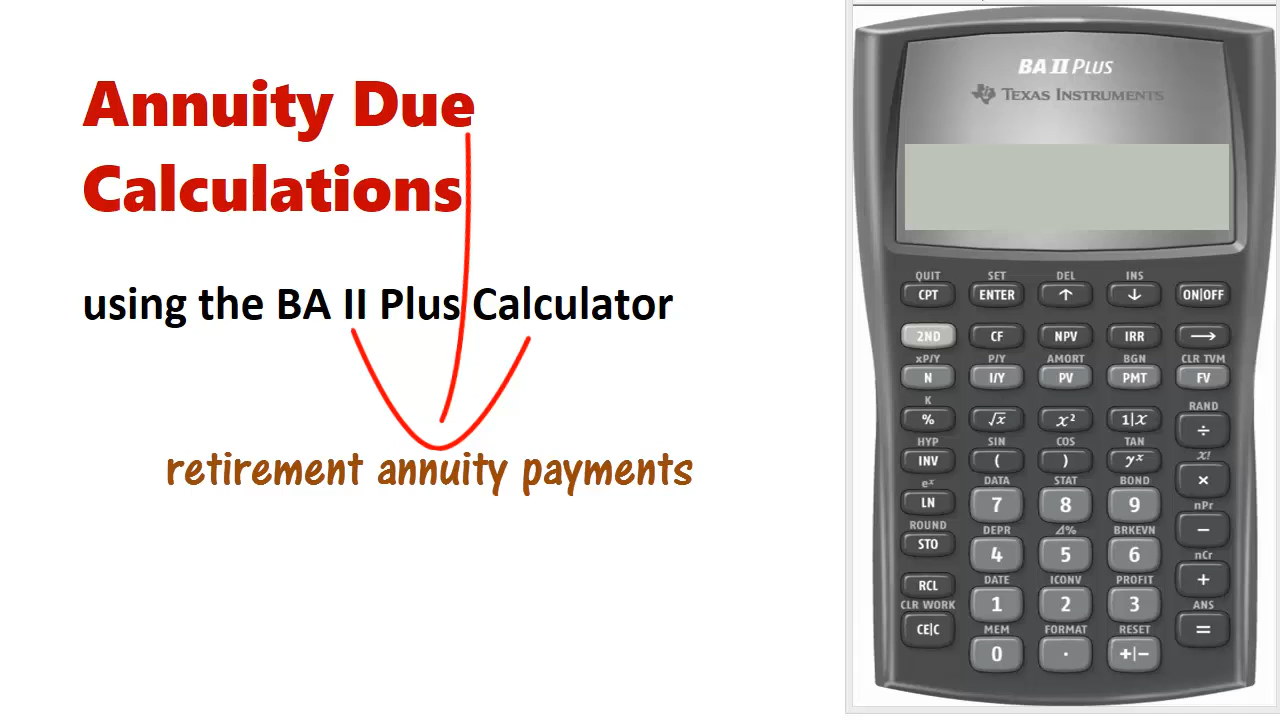 Annuity Due
Calculations
using the BA II Plus Calculator
retirement annuity payments
BA II PLUS
TEXAS INSTRUMENTS
QUIT SET DEL INS
CPT ENTER ↑ ↓ ON|OFF
2ND CF NPV IRR →
xP/Y P/Y AMORT BGN CLR TVM
N I/Y PV PMT FV
K RAND
% √x x² 1|x ÷
HYP SIN COS TAN x!
INV ( ) yˣ ×
eˣ DATA STAT BOND nPr
LN 7 8 9 −
ROUND DEPR Δ% BRKEVN nCr
STO 4 5 6 +
DATE ICONV PROFIT
RCL 1 2 3
CLR WORK ANS
CE|C =
MEM FORMAT RESET
0 . +|−